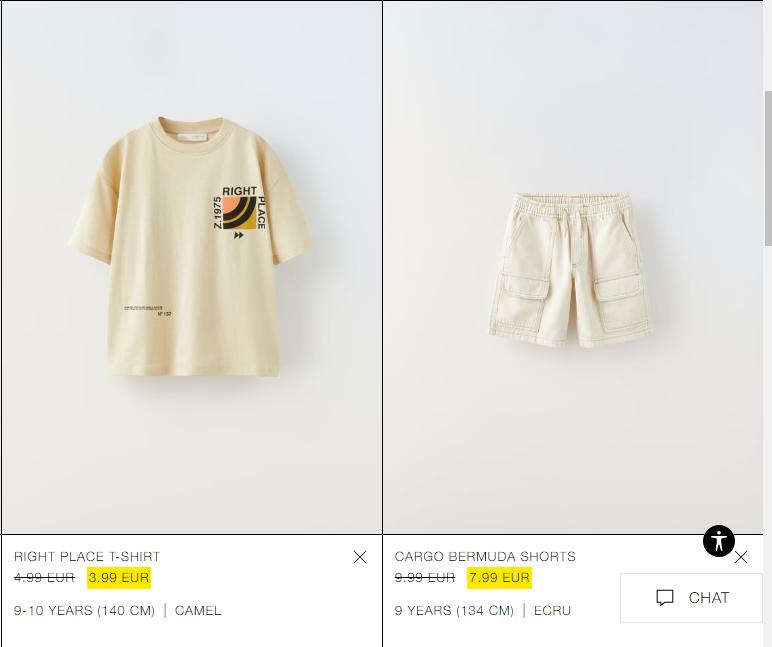 RIGHT
PLACE
Z.1975
N°132
RIGHT PLACE T-SHIRT
4.99 EUR 3.99 EUR
9-10 YEARS (140 CM) | CAMEL
CARGO BERMUDA SHORTS
9.99 EUR 7.99 EUR
9 YEARS (134 CM) | ECRU
CHAT